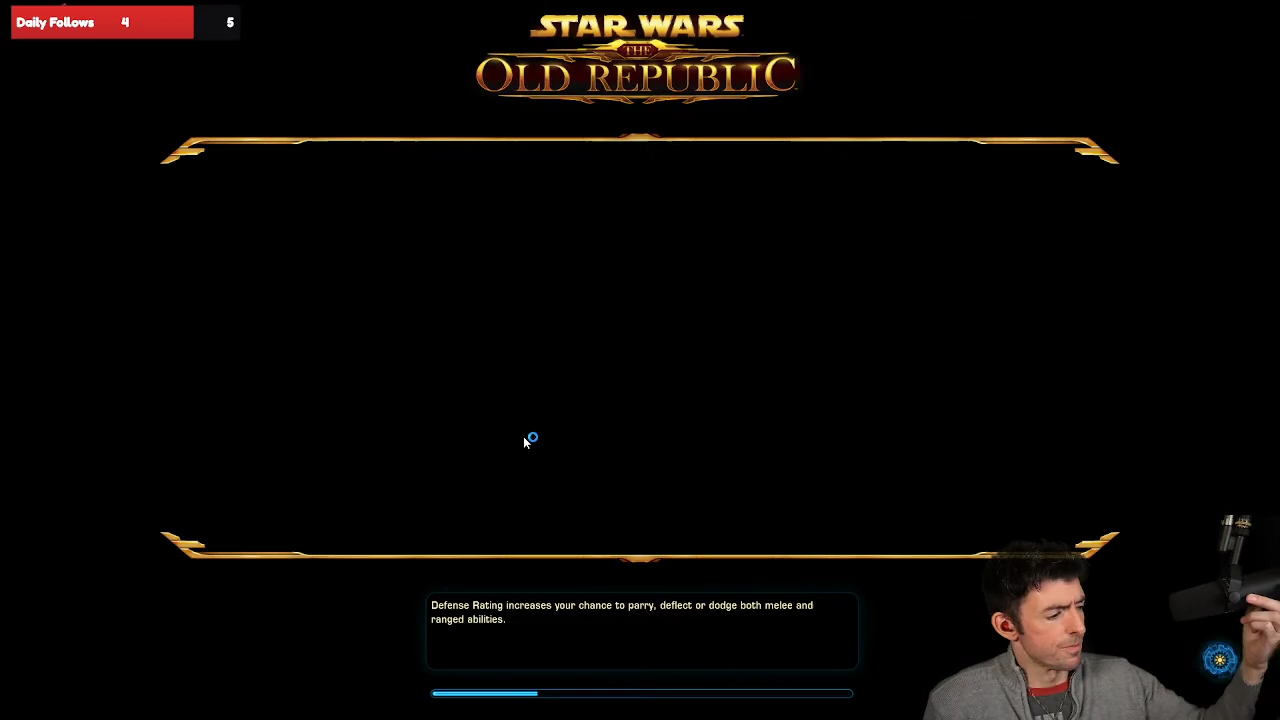 Daily Follows 4 5
STAR WARS
THE
OLD REPUBLIC
Defense Rating increases your chance to parry, deflect or dodge both melee and
ranged abilities.